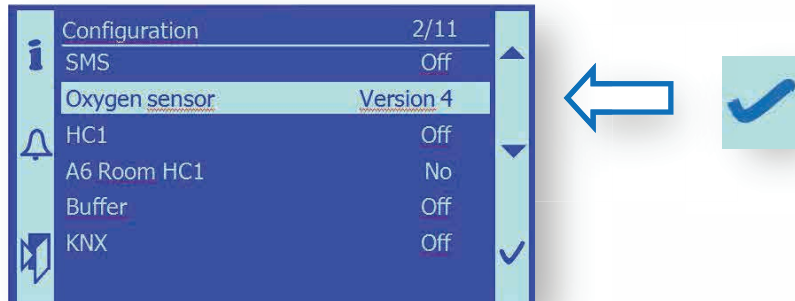 Configuration 2/11
SMS Off
Oxygen sensor Version 4
HC1 Off
A6 Room HC1 No
Buffer Off
KNX Off